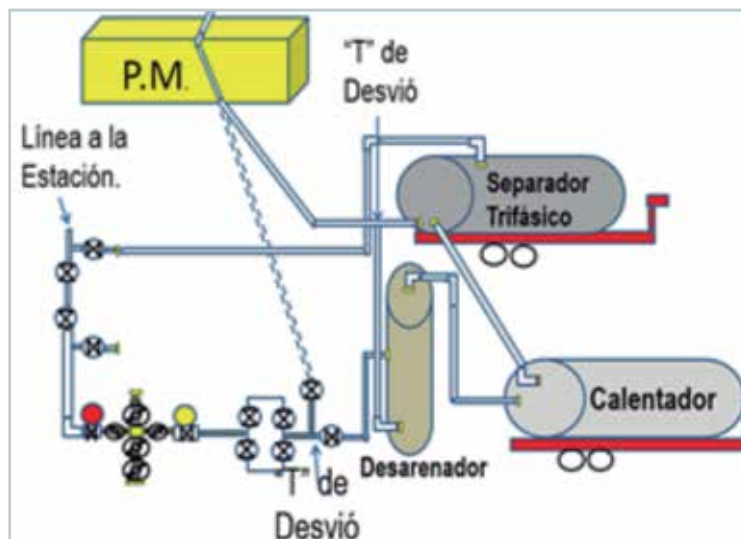 P.M.
"T" de
Desvió
Línea a la
Estación.
Separador
Trifásico
Calentador
Desarenador
"T" de
Desvió